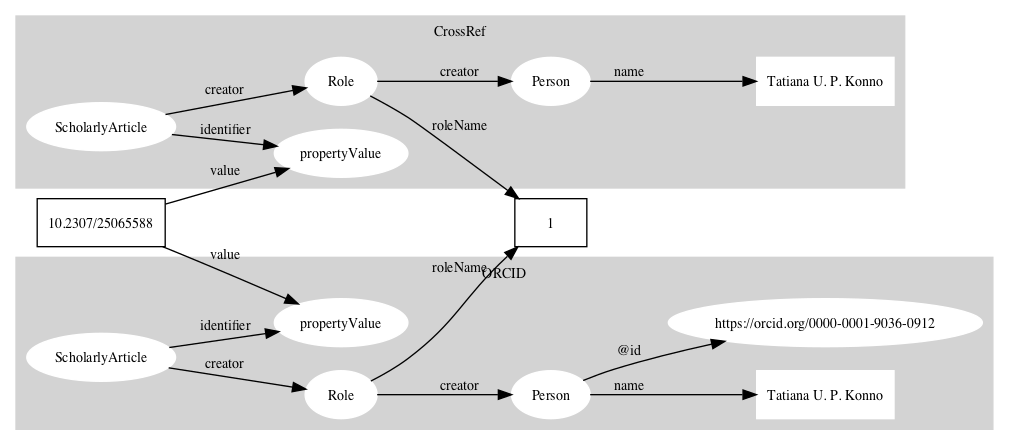 CrossRef
Role
creator
Person
name
Tatiana U. P. Konno
creator
ScholarlyArticle
identifier
roleName
propertyValue
value
10.2307/25065588
1
value
roleName
ORCID
propertyValue
https://orcid.org/0000-0001-9036-0912
identifier
@id
ScholarlyArticle
creator
Role
creator
Person
name
Tatiana U. P. Konno